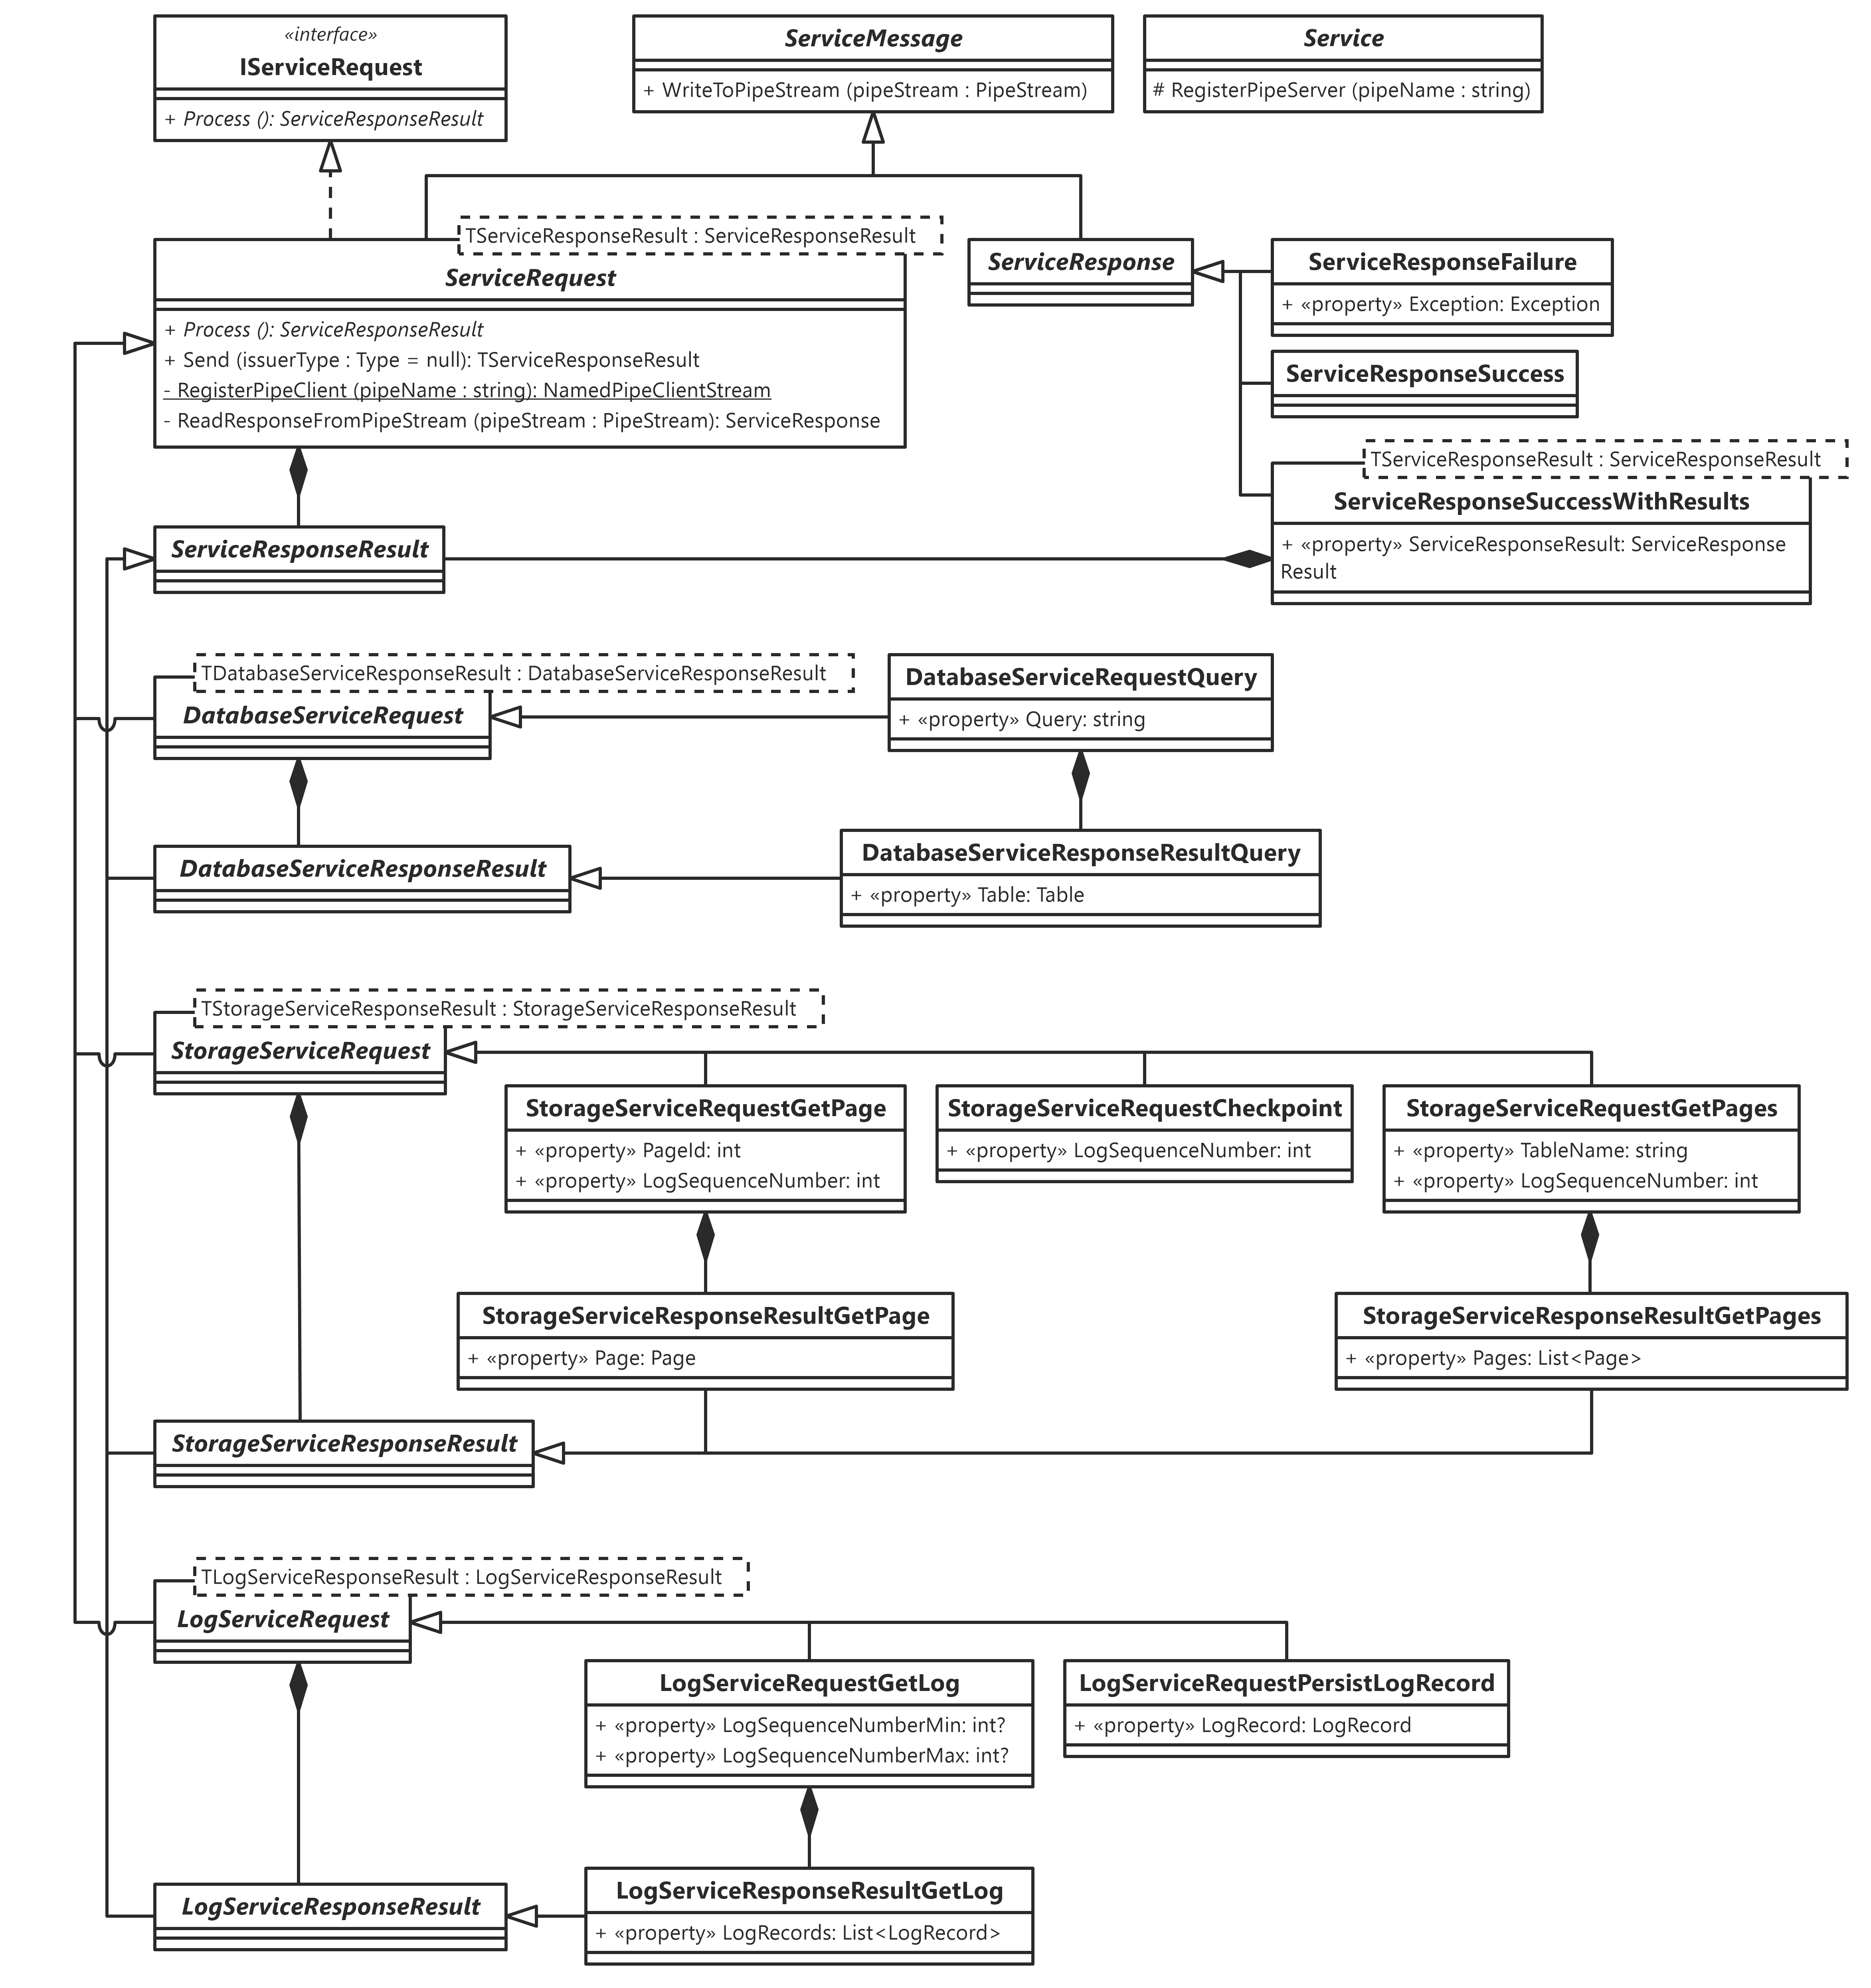 «interface»
IServiceRequest
+ Process (): ServiceResponseResult
ServiceMessage
+ WriteToPipeStream (pipeStream : PipeStream)
Service
# RegisterPipeServer (pipeName : string)
TServiceResponseResult : ServiceResponseResult
ServiceRequest
+ Process (): ServiceResponseResult
+ Send (issuerType : Type = null): TServiceResponseResult
- RegisterPipeClient (pipeName : string): NamedPipeClientStream
- ReadResponseFromPipeStream (pipeStream : PipeStream): ServiceResponse
ServiceResponse
ServiceResponseFailure
+ «property» Exception: Exception
ServiceResponseSuccess
TServiceResponseResult : ServiceResponseResult
ServiceResponseSuccessWithResults
+ «property» ServiceResponseResult: ServiceResponse
Result
ServiceResponseResult
TDatabaseServiceResponseResult : DatabaseServiceResponseResult
DatabaseServiceRequest
DatabaseServiceRequestQuery
+ «property» Query: string
DatabaseServiceResponseResult
DatabaseServiceResponseResultQuery
+ «property» Table: Table
TStorageServiceResponseResult : StorageServiceResponseResult
StorageServiceRequest
StorageServiceRequestGetPage
+ «property» PageId: int
+ «property» LogSequenceNumber: int
StorageServiceRequestCheckpoint
+ «property» LogSequenceNumber: int
StorageServiceRequestGetPages
+ «property» TableName: string
+ «property» LogSequenceNumber: int
StorageServiceResponseResultGetPage
+ «property» Page: Page
StorageServiceResponseResultGetPages
+ «property» Pages: List<Page>
StorageServiceResponseResult
TLogServiceResponseResult : LogServiceResponseResult
LogServiceRequest
LogServiceRequestGetLog
+ «property» LogSequenceNumberMin: int?
+ «property» LogSequenceNumberMax: int?
LogServiceRequestPersistLogRecord
+ «property» LogRecord: LogRecord
LogServiceResponseResult
LogServiceResponseResultGetLog
+ «property» LogRecords: List<LogRecord>